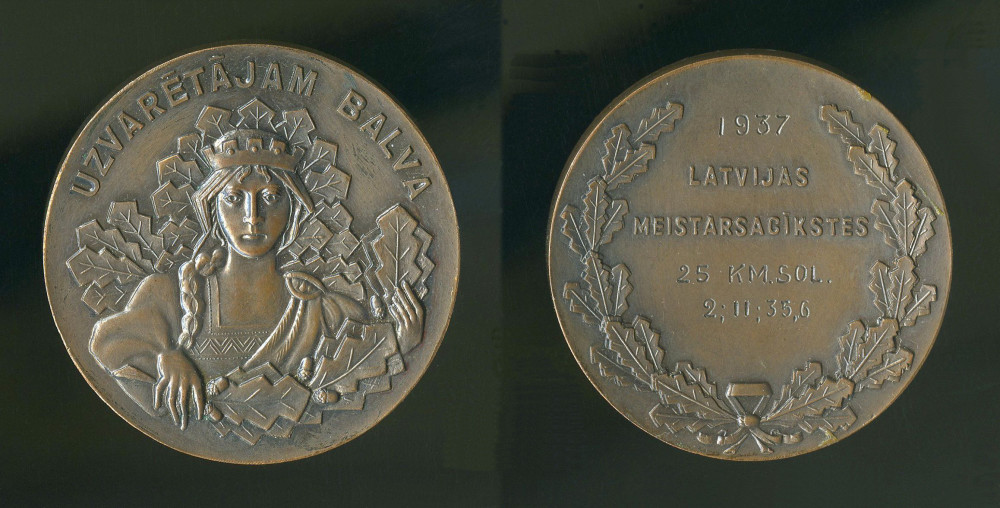 UZVARĒTĀJAM BALVA
1937
LATVIJAS
MEISTARSACĪKSTES
25 KM.SOL.
2;11;35,6